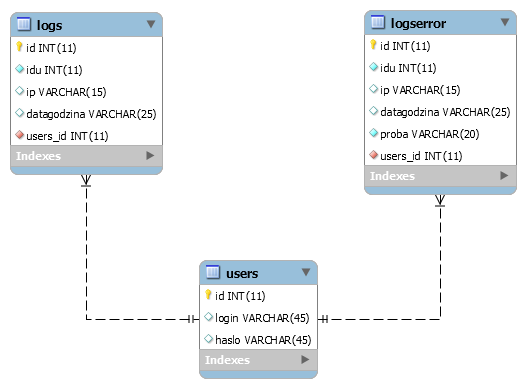 logs
id INT(11)
idu INT(11)
ip VARCHAR(15)
datagodzina VARCHAR(25)
users_id INT(11)
Indexes
logserror
id INT(11)
idu INT(11)
ip VARCHAR(15)
datagodzina VARCHAR(25)
proba VARCHAR(20)
users_id INT(11)
Indexes
users
id INT(11)
login VARCHAR(45)
haslo VARCHAR(45)
Indexes